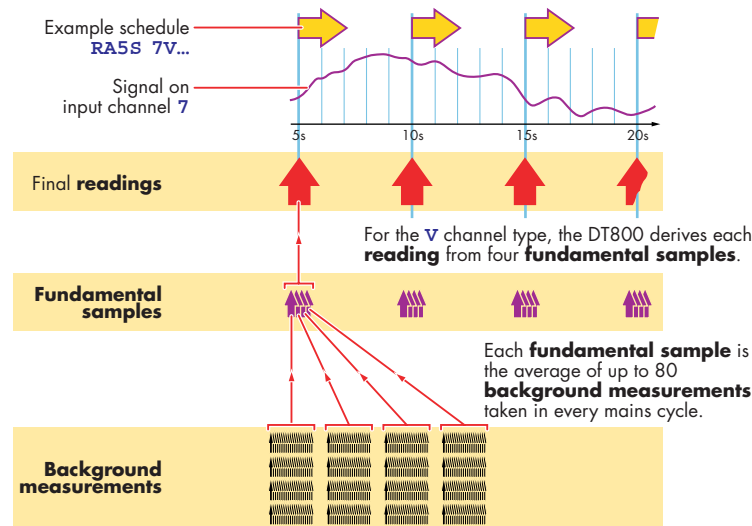 Example schedule
RA5S 7V...
Signal on
input channel 7
5s
10s
15s
20s
Final readings
For the V channel type, the DT800 derives each
reading from four fundamental samples.
Fundamental
samples
Each fundamental sample is
the average of up to 80
background measurements
taken in every mains cycle.
Background
measurements